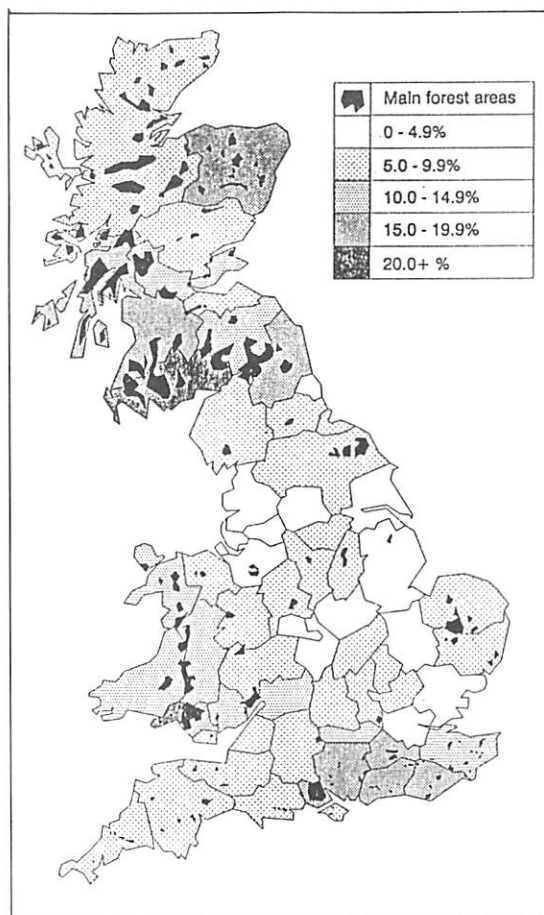 Main forest areas
0 - 4.9%
5.0 - 9.9%
10.0 - 14.9%
15.0 - 19.9%
20.0+ %